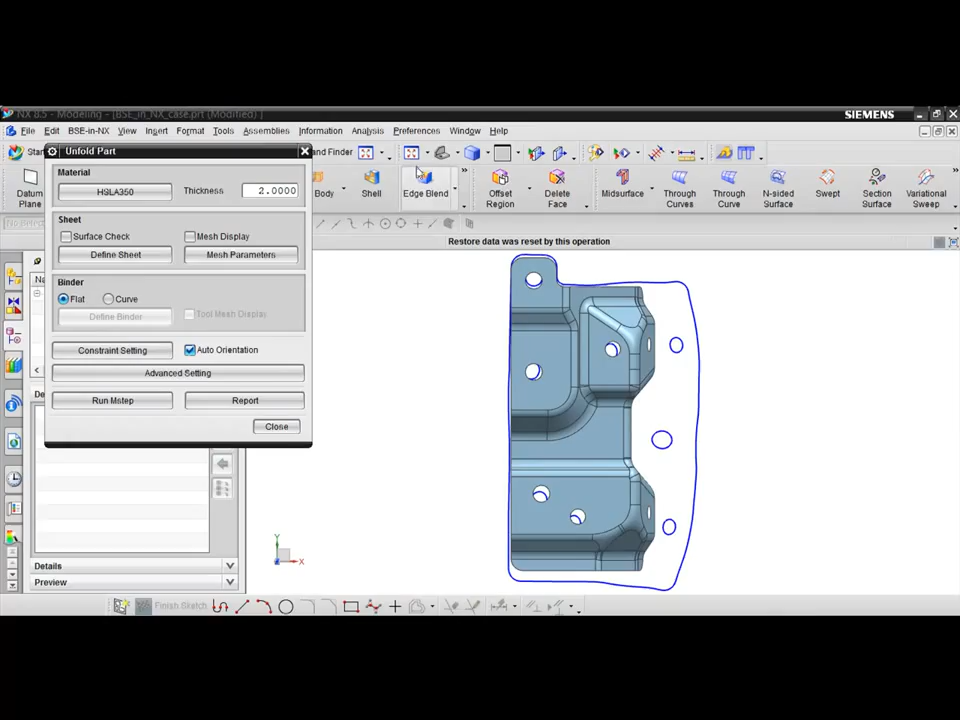 NX 8.5 - Modeling - [BSE_in_NX_case.prt (Modified) ]
SIEMENS
File Edit BSE-in-NX View Insert Format Tools Assemblies Information Analysis Preferences Window Help
Unfold Part
and Finder
Material
HSLA350
Thickness 2.0000
Sheet
Surface Check
Mesh Display
Define Sheet
Mesh Parameters
Binder
Flat
Curve
Define Binder
Tool Mesh Display
Constraint Setting
Auto Orientation
Advanced Setting
Run Mstep
Report
Close
Datum Plane
Body
Shell
Edge Blend
Offset Region
Delete Face
Midsurface
Through Curves
Through Curves
N-sided Surface
Swept
Section Surface
Variational Sweep
Restore data was reset by this operation
Y
X
Details
Preview
Finish Sketch